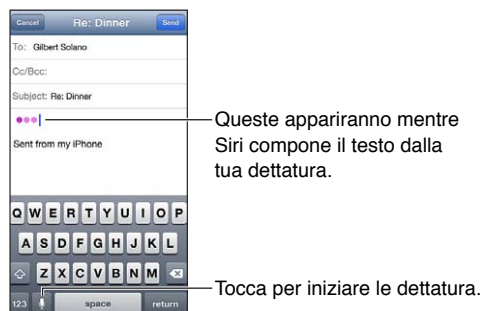 Cancel Re: Dinner Send
To: Gilbert Solano
Cc/Bcc:
Subject: Re: Dinner
Queste appariranno mentre
Siri compone il testo dalla
tua dettatura.
Sent from my iPhone
Q W E R T Y U I O P
A S D F G H J K L
Z X C V B N M
123 space return
Tocca per iniziare le dettatura.